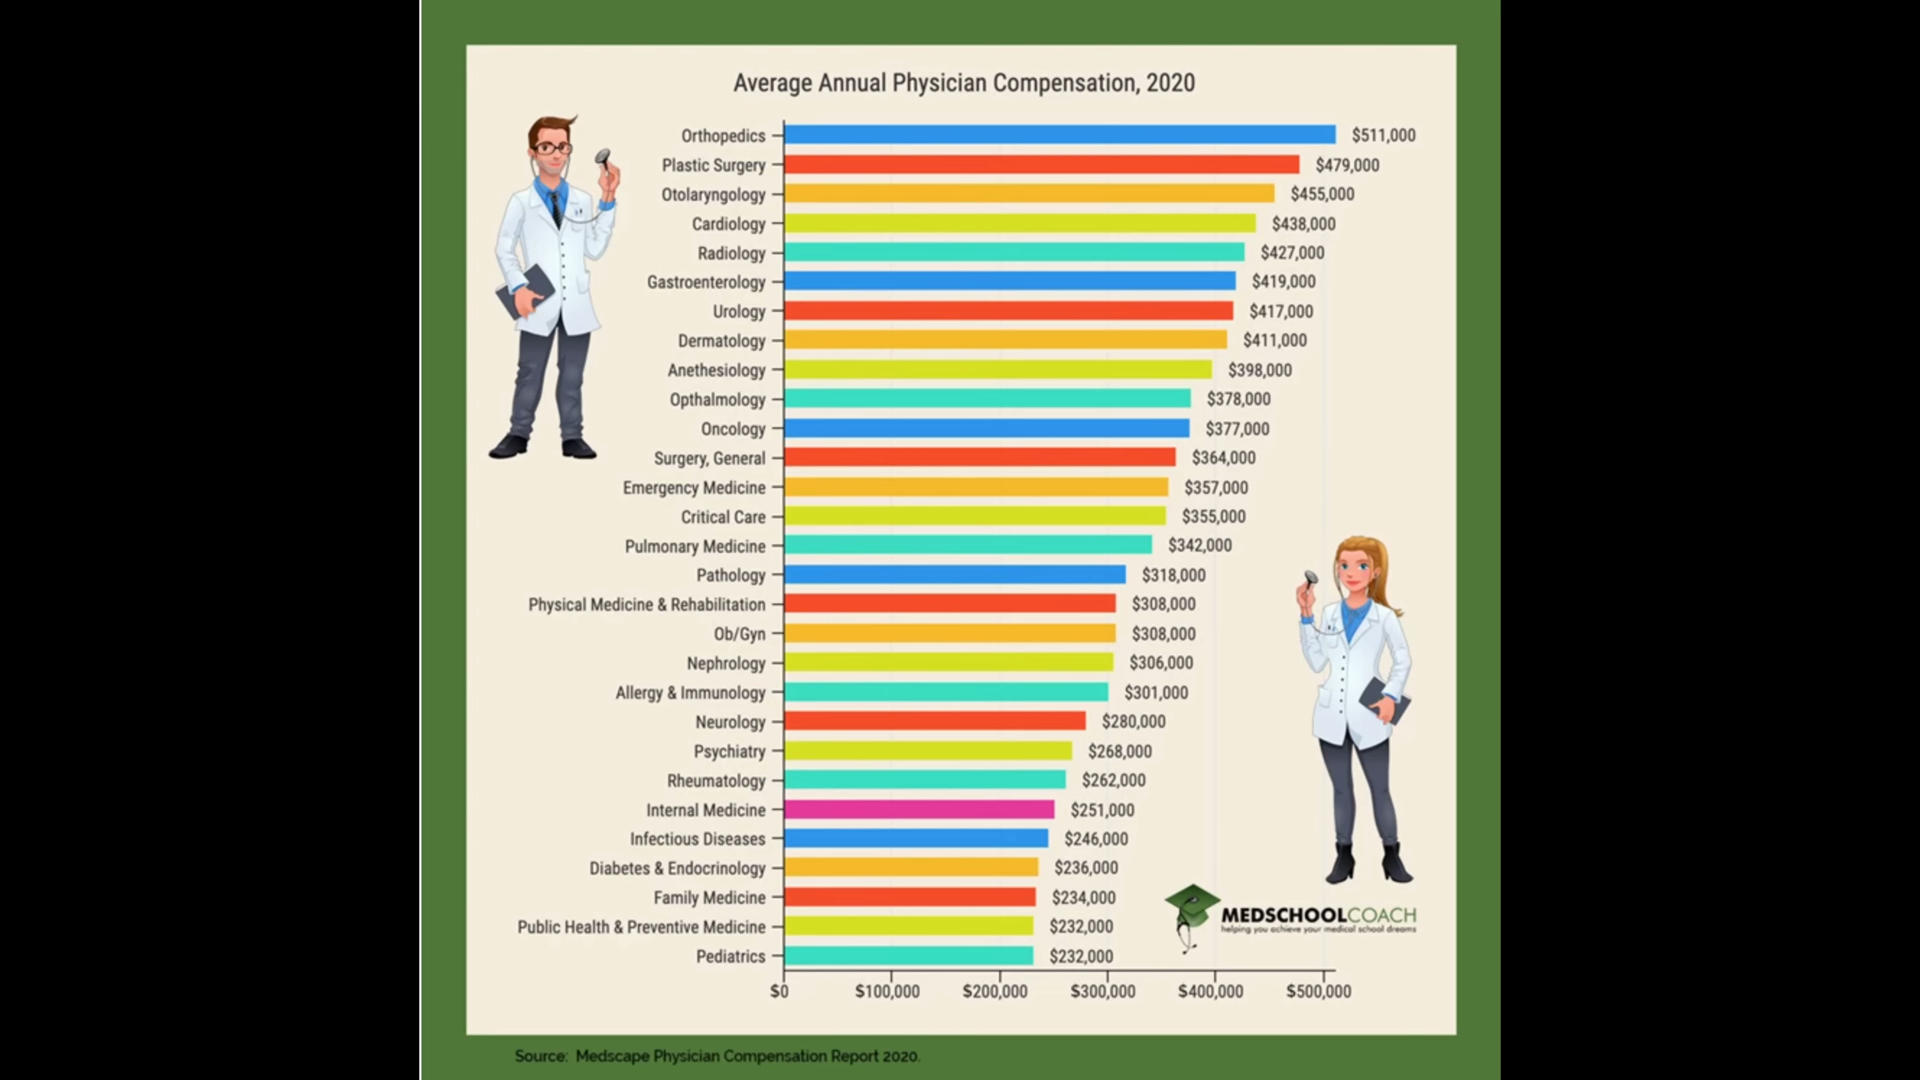 Average Annual Physician Compensation, 2020
Orthopedics $511,000
Plastic Surgery $479,000
Otolaryngology $455,000
Cardiology $438,000
Radiology $427,000
Gastroenterology $419,000
Urology $417,000
Dermatology $411,000
Anethesiology $398,000
Opthalmology $378,000
Oncology $377,000
Surgery, General $364,000
Emergency Medicine $357,000
Critical Care $355,000
Pulmonary Medicine $342,000
Pathology $318,000
Physical Medicine & Rehabilitation $308,000
Ob/Gyn $308,000
Nephrology $306,000
Allergy & Immunology $301,000
Neurology $280,000
Psychiatry $268,000
Rheumatology $262,000
Internal Medicine $251,000
Infectious Diseases $246,000
Diabetes & Endocrinology $236,000
Family Medicine $234,000
Public Health & Preventive Medicine $232,000
Pediatrics $232,000
$0 $100,000 $200,000 $300,000 $400,000 $500,000
MEDSCHOOLCOACH
helping you achieve your medical school dreams
Source: Medscape Physician Compensation Report 2020.